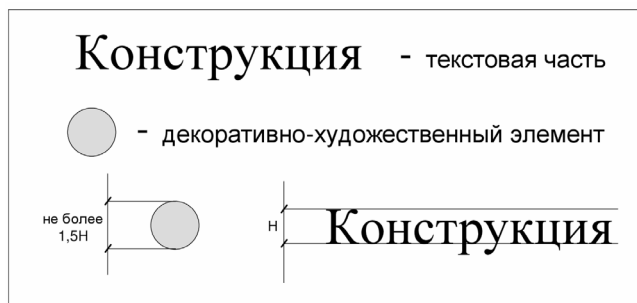 Конструкция - текстовая часть
- декоративно-художественный элемент
не более
1,5Н
Н
Конструкция